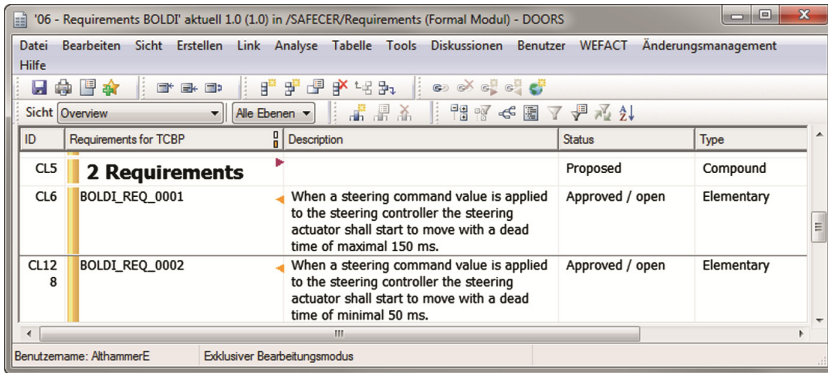 '06 - Requirements BOLDI' aktuell 1.0 (1.0) in /SAFECER/Requirements (Formal Modul) - DOORS
Datei Bearbeiten Sicht Erstellen Link Analyse Tabelle Tools Diskussionen Benutzer WEFACT Änderungsmanagement
Hilfe
Sicht Overview Alle Ebenen
ID Requirements for TCBP Description Status Type
CL5 2 Requirements Proposed Compound
CL6 BOLDI_REQ_0001 When a steering command value is applied Approved / open Elementary
to the steering controller the steering
actuator shall start to move with a dead
time of maximal 150 ms.
CL12 BOLDI_REQ_0002 When a steering command value is applied Approved / open Elementary
8 to the steering controller the steering
actuator shall start to move with a dead
time of minimal 50 ms.
Benutzername: AlthammerE Exklusiver Bearbeitungsmodus